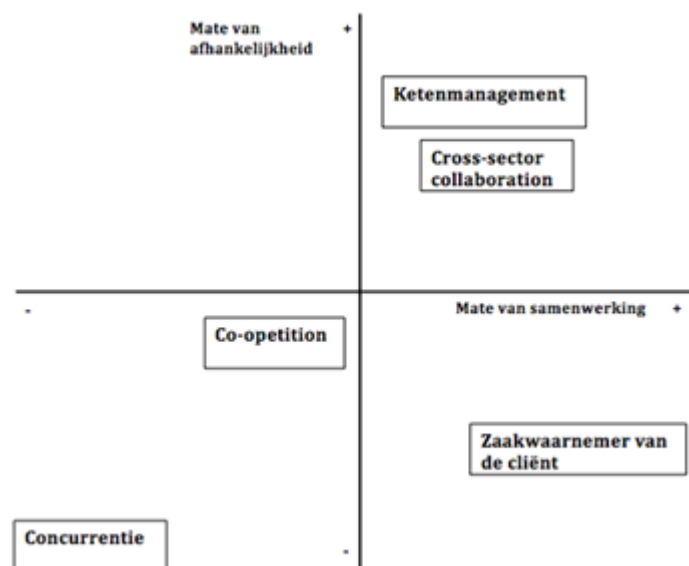 Mate van +
afhankelijkheid
Ketenmanagement
Cross-sector
collaboration
- Mate van samenwerking +
Co-opetition
Zaakwaarnemer van
de cliënt
Concurrentie
-